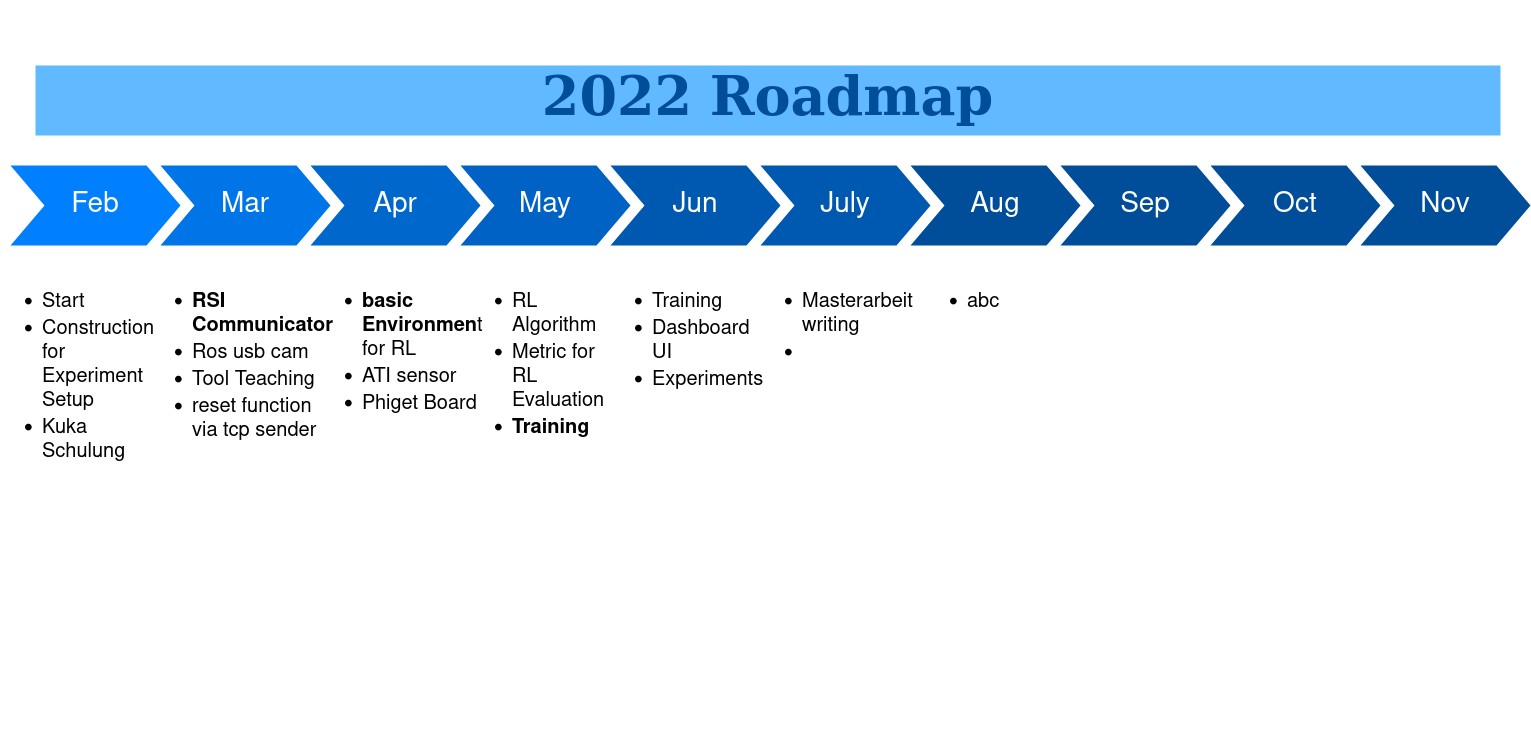 2022 Roadmap
Feb
Mar
Apr
May
Jun
July
Aug
Sep
Oct
Nov
• Start
• Construction
for
Experiment
Setup
• Kuka
Schulung
• RSI
Communicator
• Ros usb cam
• Tool Teaching
• reset function
via tcp sender
• basic
Environment
for RL
• ATI sensor
• Phiget Board
• RL
Algorithm
• Metric for
RL
Evaluation
• Training
• Training
• Dashboard
UI
• Experiments
• Masterarbeit
writing
•
• abc